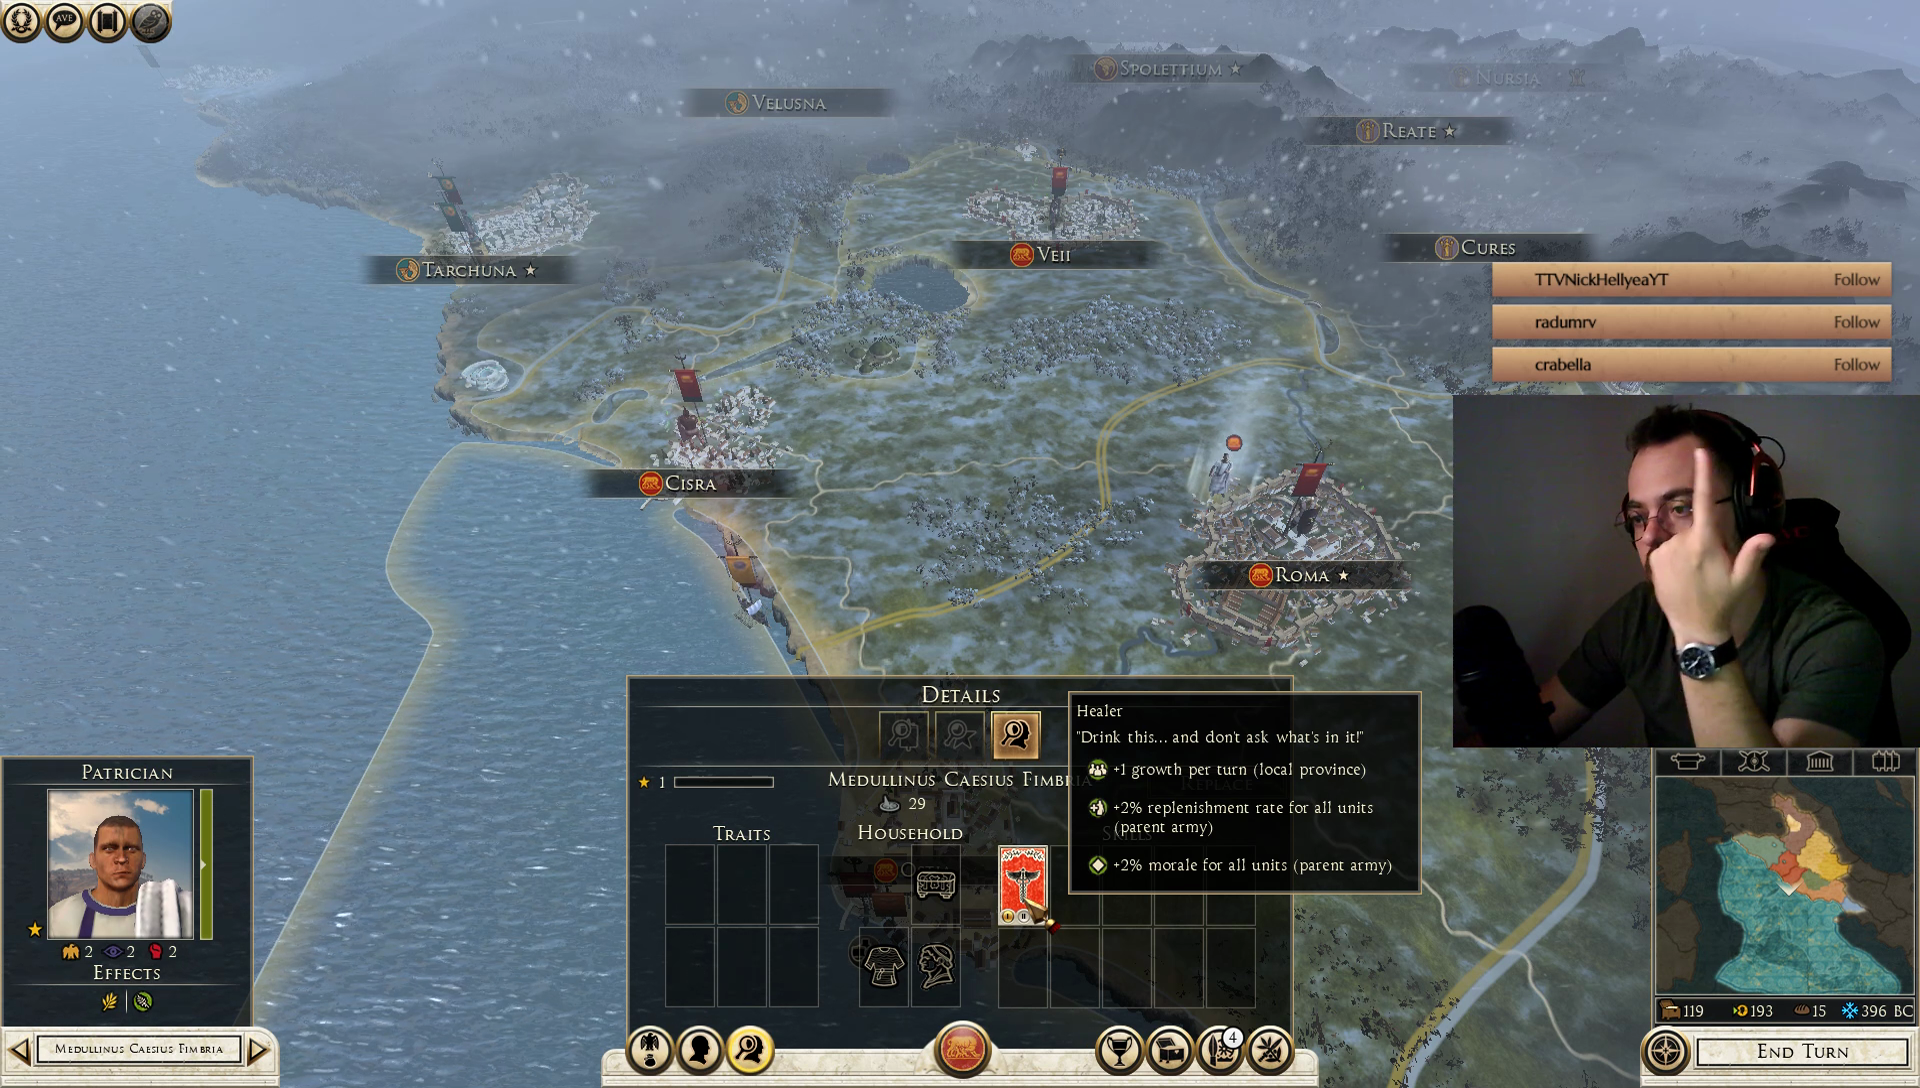 AVE
Spolettium
Nursia
Velusna
Reate
Tarchuna
Veii
Cures
TTVNickHellyeaYT Follow
radumrv Follow
crabella Follow
Cisra
Roma
Details
Healer
"Drink this... and don't ask what's in it!"
+1 growth per turn (local province)
+2% replenishment rate for all units
(parent army)
+2% morale for all units (parent army)
1
Medullinus Caesius Fimbria
Replace
29
Traits
Household
Skills
Patrician
2 2 2
Effects
Medullinus Caesius Fimbria
4
119 193 15 396 BC
End Turn